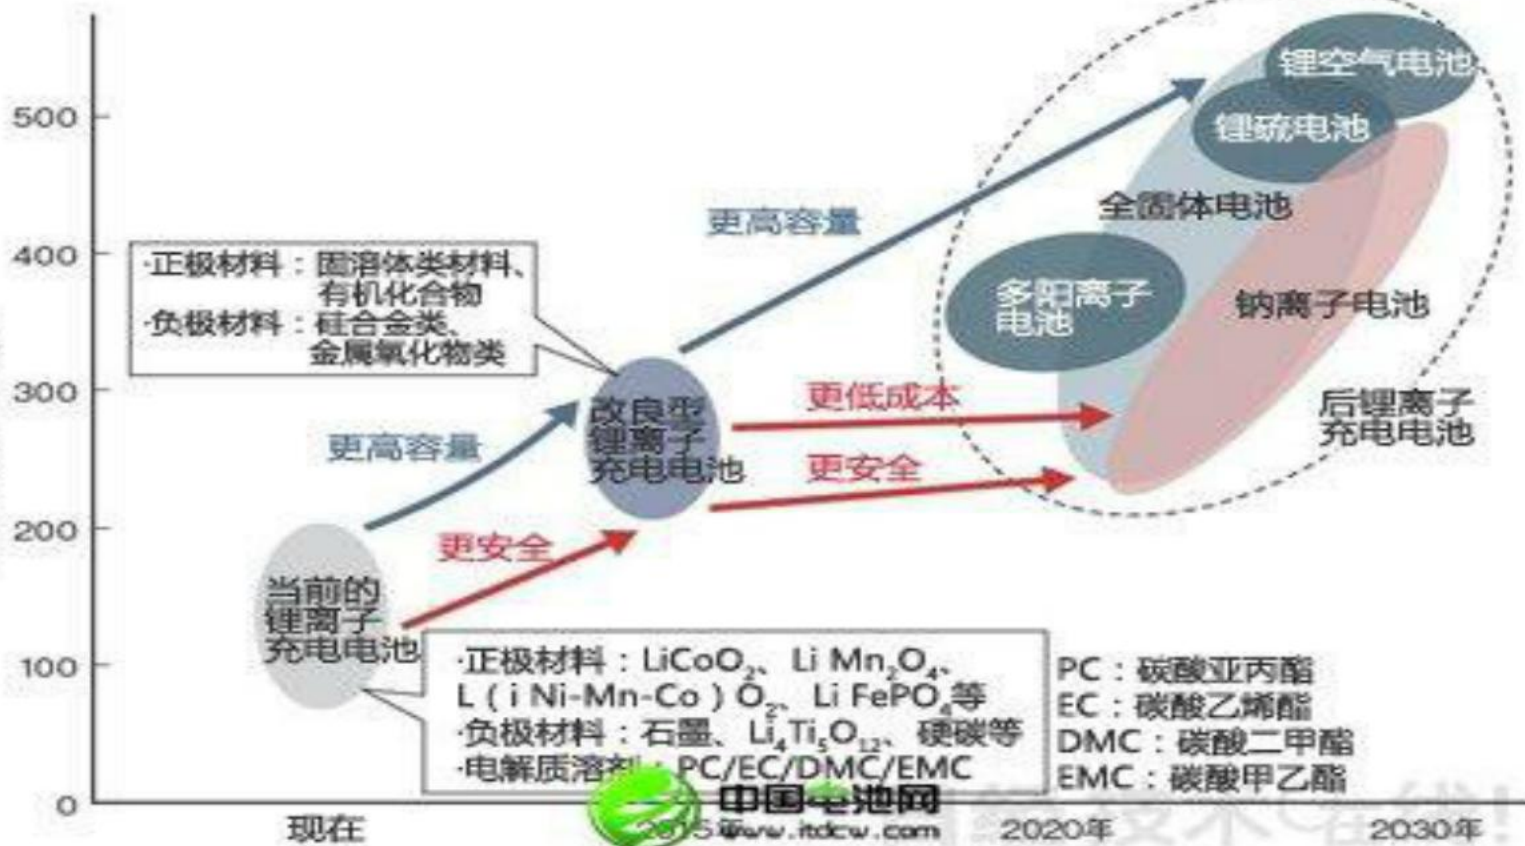 500
400
300
200
100
0
锂空气电池
锂硫电池
更高容量
全固体电池
·正极材料：固溶体类材料、
有机化合物
·负极材料：硅合金类、
金属氧化物类
多阳离子
电池
钠离子电池
更低成本
改良型
锂离子
充电电池
后锂离子
充电电池
更高容量
更安全
更安全
当前的
锂离子
充电电池
·正极材料：LiCoO₂、Li Mn₂O₄、
L（i Ni-Mn-Co）O₂、Li FePO₄等
·负极材料：石墨、Li₄Ti₅O₁₂、硬碳等
·电解质溶剂：PC/EC/DMC/EMC
PC：碳酸亚丙酯
EC：碳酸乙烯酯
DMC：碳酸二甲酯
EMC：碳酸甲乙酯
中国电池网
www.itdcw.com
现在
2015年
2020年
2030年